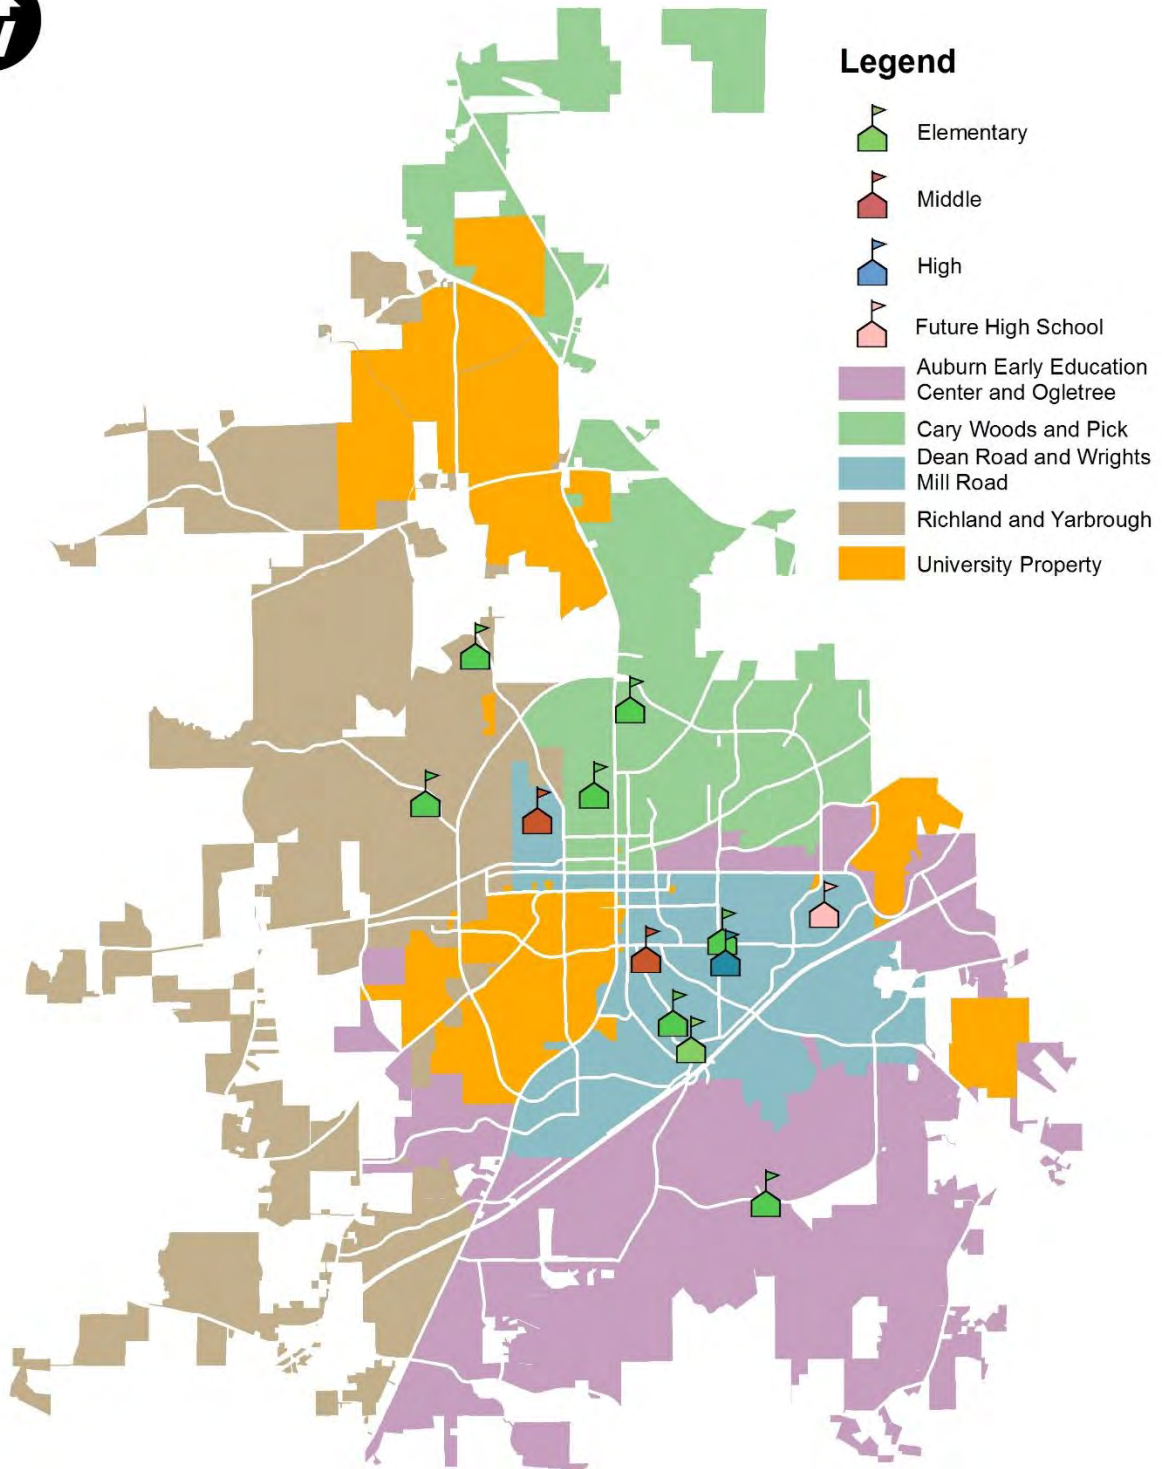 Legend
Elementary
Middle
High
Future High School
Auburn Early Education
Center and Ogletree
Cary Woods and Pick
Dean Road and Wrights
Mill Road
Richland and Yarbrough
University Property